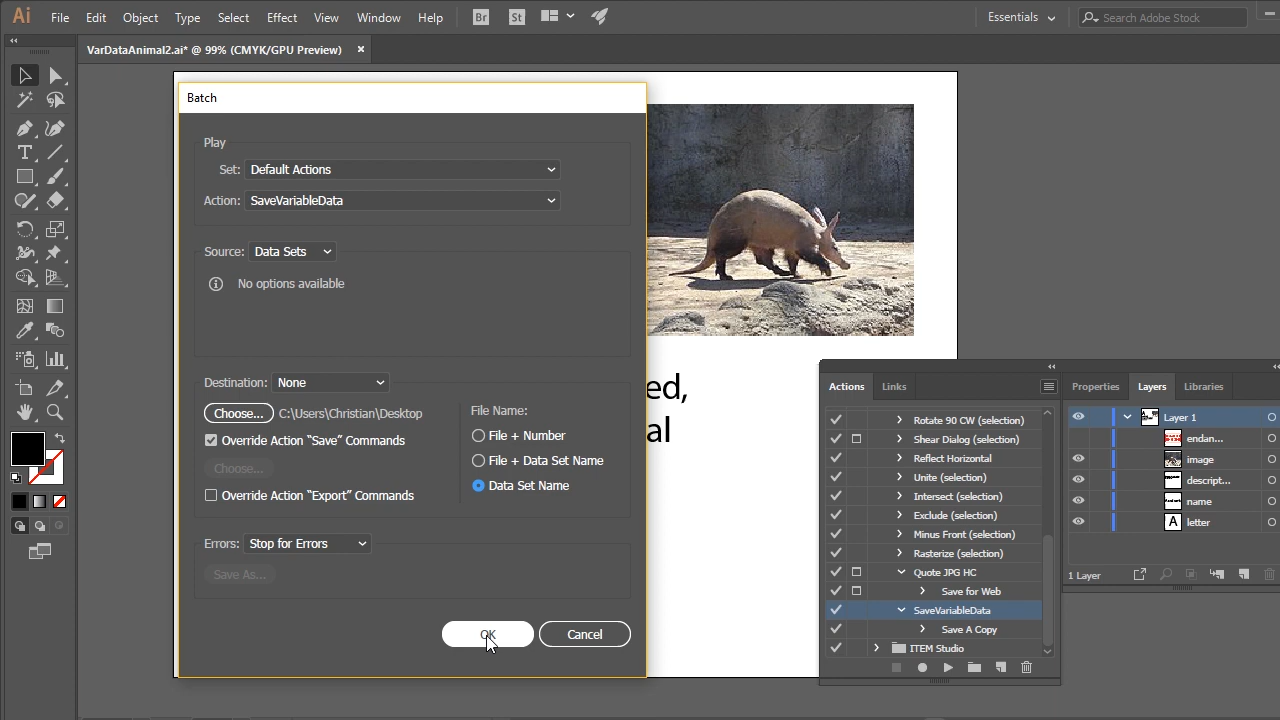 Ai File Edit Object Type Select Effect View Window Help Br St Essentials Search Adobe Stock
VarDataAnimal2.ai* @ 99% (CMYK/GPU Preview) ×
Batch
Play
Set: Default Actions
Action: SaveVariableData
Source: Data Sets
No options available
Destination: None
Choose... C:\Users\Christian\Desktop
Override Action "Save" Commands
Choose...
Override Action "Export" Commands
File Name:
File + Number
File + Data Set Name
Data Set Name
Errors: Stop for Errors
Save As...
OK Cancel
ed,
al
Actions Links
Rotate 90 CW (selection)
Shear Dialog (selection)
Reflect Horizontal
Unite (selection)
Intersect (selection)
Exclude (selection)
Minus Front (selection)
Rasterize (selection)
Quote JPG HC
Save for Web
SaveVariableData
Save A Copy
ITEM Studio
Properties Layers Libraries
Layer 1
endan...
image
descript...
name
A letter
1 Layer